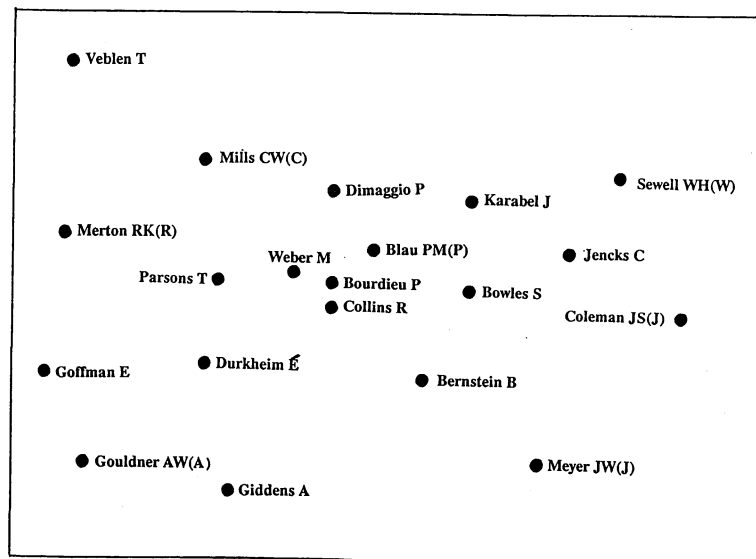 Veblen T
Mills CW(C)
Dimaggio P
Karabel J
Sewell WH(W)
Merton RK(R)
Weber M
Blau PM(P)
Jencks C
Parsons T
Bourdieu P
Bowles S
Collins R
Coleman JS(J)
Goffman E
Durkheim É
Bernstein B
Gouldner AW(A)
Meyer JW(J)
Giddens A